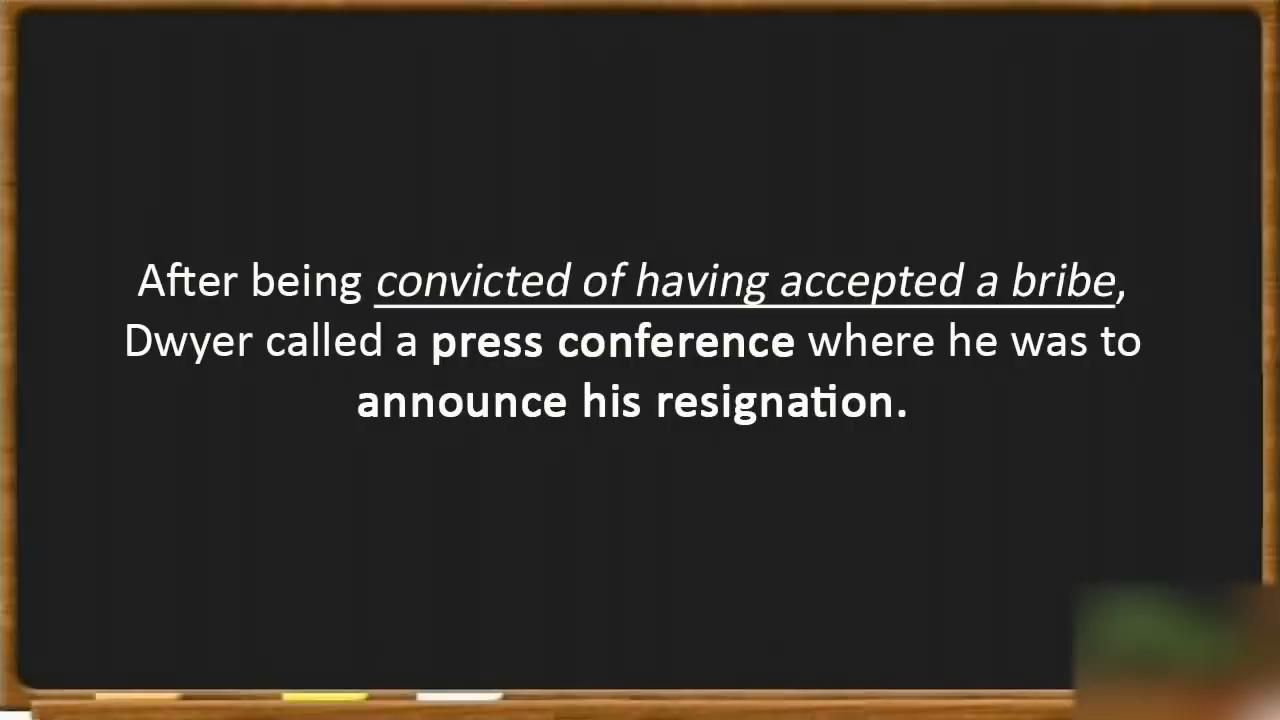 After being convicted of having accepted a bribe,
Dwyer called a press conference where he was to
announce his resignation.